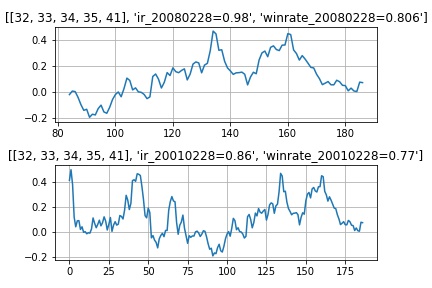 [[32, 33, 34, 35, 41], 'ir_20080228=0.98', 'winrate_20080228=0.806']
0.4
0.2
0.0
−0.2
80 100 120 140 160 180
[[32, 33, 34, 35, 41], 'ir_20010228=0.86', 'winrate_20010228=0.77']
0.4
0.2
0.0
−0.2
0 25 50 75 100 125 150 175